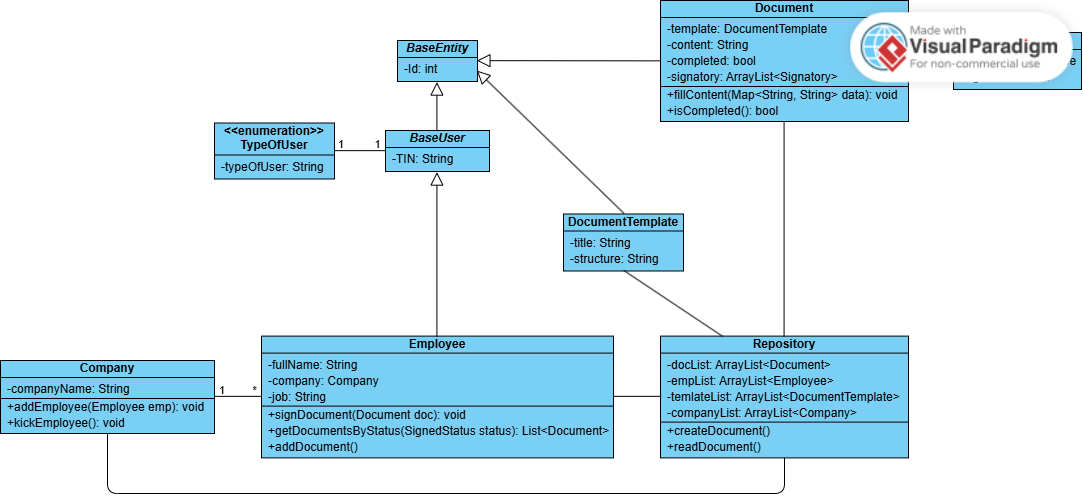 Document
-template: DocumentTemplate
-content: String
-completed: bool
-signatory: ArrayList<Signatory>
+fillContent(Map<String, String> data): void
+isCompleted(): bool
Made with
Visual Paradigm
For non-commercial use
BaseEntity
-Id: int
<<enumeration>>
TypeOfUser
-typeOfUser: String
1
1
BaseUser
-TIN: String
DocumentTemplate
-title: String
-structure: String
Company
-companyName: String
+addEmployee(Employee emp): void
+kickEmployee(): void
1
*
Employee
-fullName: String
-company: Company
-job: String
+signDocument(Document doc): void
+getDocumentsByStatus(SignedStatus status): List<Document>
+addDocument()
Repository
-docList: ArrayList<Document>
-empList: ArrayList<Employee>
-temlateList: ArrayList<DocumentTemplate>
-companyList: ArrayList<Company>
+createDocument()
+readDocument()